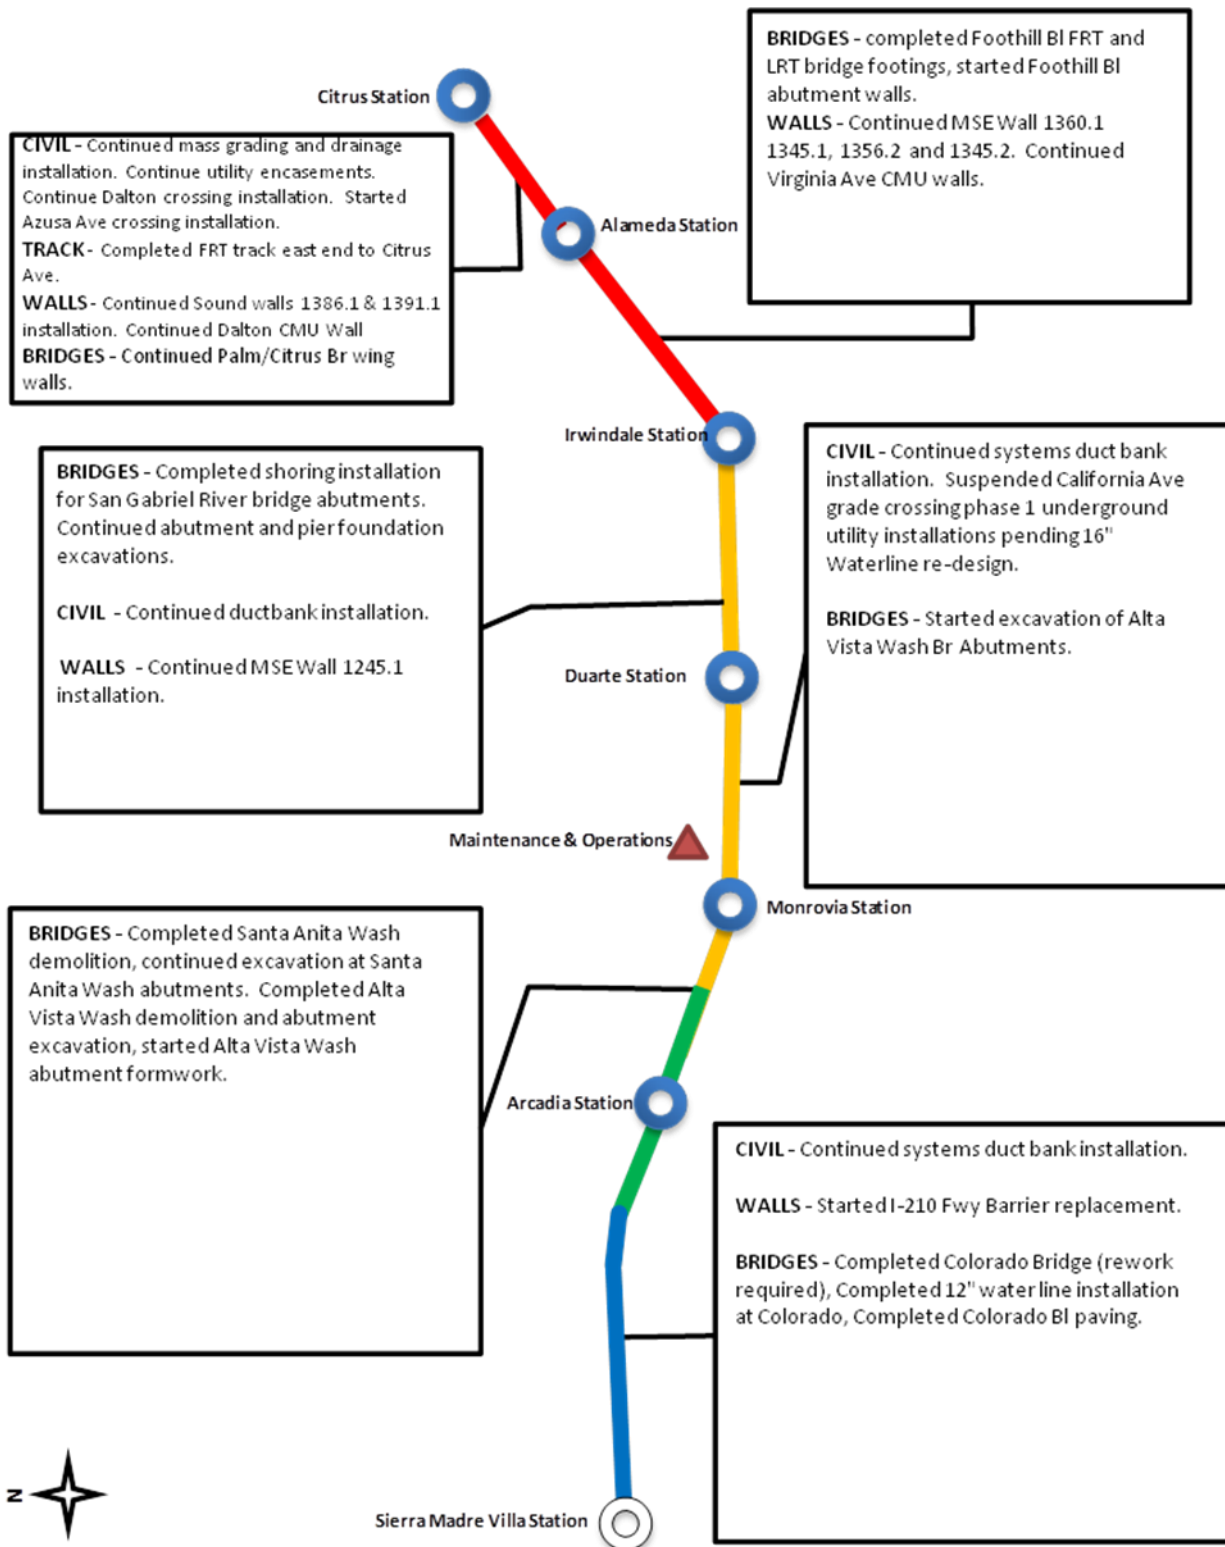 Citrus Station
BRIDGES - completed Foothill Bl FRT and
LRT bridge footings, started Foothill Bl
abutment walls.
WALLS - Continued MSE Wall 1360.1
1345.1, 1356.2 and 1345.2. Continued
Virginia Ave CMU walls.
CIVIL - Continued mass grading and drainage
installation. Continue utility encasements.
Continue Dalton crossing installation. Started
Azusa Ave crossing installation.
TRACK- Completed FRT track east end to Citrus
Ave.
WALLS- Continued Sound walls 1386.1 & 1391.1
installation. Continued Dalton CMU Wall
BRIDGES - Continued Palm/Citrus Br wing
walls.
Alameda Station
Irwindale Station
BRIDGES - Completed shoring installation
for San Gabriel River bridge abutments.
Continued abutment and pier foundation
excavations.
CIVIL - Continued ductbank installation.
WALLS - Continued MSE Wall 1245.1
installation.
CIVIL - Continued systems duct bank
installation. Suspended California Ave
grade crossing phase 1 underground
utility installations pending 16"
Waterline re-design.
BRIDGES - Started excavation of Alta
Vista Wash Br Abutments.
Duarte Station
Maintenance & Operations
Monrovia Station
BRIDGES - Completed Santa Anita Wash
demolition, continued excavation at Santa
Anita Wash abutments. Completed Alta
Vista Wash demolition and abutment
excavation, started Alta Vista Wash
abutment formwork.
Arcadia Station
CIVIL - Continued systems duct bank installation.
WALLS - Started I-210 Fwy Barrier replacement.
BRIDGES - Completed Colorado Bridge (rework
required), Completed 12" water line installation
at Colorado, Completed Colorado Bl paving.
N
Sierra Madre Villa Station